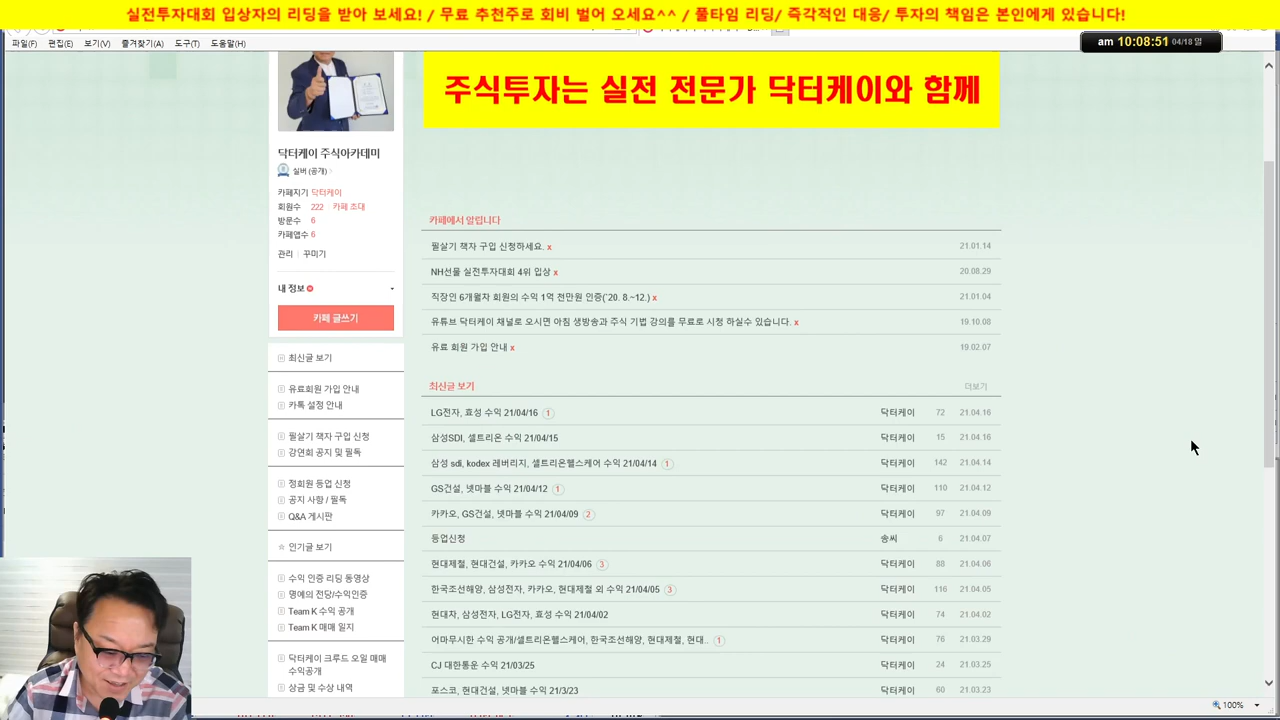 실전투자대회 입상자의 리딩을 받아 보세요! / 무료 추천주로 회비 벌어 오세요^^ / 풀타임 리딩/ 즉각적인 대응/ 투자의 책임은 본인에게 있습니다!
파일(F) 편집(E) 보기(V) 즐겨찾기(A) 도구(T) 도움말(H)
am 10:08:51 04/18 일
주식투자는 실전 전문가 닥터케이와 함께
닥터케이 주식아카데미
실버 (공개)
카페지기 닥터케이
회원수 222 카페 초대
방문수 6
카페앱수 6
관리 꾸미기
내 정보
카페 글쓰기
최신글 보기
유료회원 가입 안내
카톡 설정 안내
필살기 책자 구입 신청
강연회 공지 및 필독
정회원 등업 신청
공지 사항 / 필독
Q&A 게시판
인기글 보기
수익 인증 리딩 동영상
명예의 전당/수익인증
Team K 수익 공개
Team K 매매 일지
닥터케이 크루드 오일 매매
수익공개
상금 및 수상 내역
카페에서 알립니다
필살기 책자 구입 신청하세요. x 21.01.14
NH선물 실전투자대회 4위 입상 x 20.08.29
직장인 6개월차 회원의 수익 1억 천만원 인증(`20. 8.~12.) x 21.01.04
유튜브 닥터케이 채널로 오시면 아침 생방송과 주식 기법 강의를 무료로 시청 하실수 있습니다. x 19.10.08
유료 회원 가입 안내 x 19.02.07
최신글 보기 더보기
LG전자, 효성 수익 21/04/16 1 닥터케이 72 21.04.16
삼성SDI, 셀트리온 수익 21/04/15 닥터케이 15 21.04.16
삼성 sdi, kodex 레버리지, 셀트리온헬스케어 수익 21/04/14 1 닥터케이 142 21.04.14
GS건설, 넷마블 수익 21/04/12 1 닥터케이 110 21.04.12
카카오, GS건설, 넷마블 수익 21/04/09 2 닥터케이 97 21.04.09
등업신청 송씨 6 21.04.07
현대제철, 현대건설, 카카오 수익 21/04/06 3 닥터케이 88 21.04.06
한국조선해양, 삼성전자, 카카오, 현대제철 외 수익 21/04/05 3 닥터케이 116 21.04.05
현대차, 삼성전자, LG전자, 효성 수익 21/04/02 닥터케이 74 21.04.02
어마무시한 수익 공개/셀트리온헬스케어, 한국조선해양, 현대제철, 현대.. 1 닥터케이 76 21.03.29
CJ 대한통운 수익 21/03/25 닥터케이 24 21.03.25
포스코, 현대건설, 넷마블 수익 21/3/23 닥터케이 60 21.03.23
100%